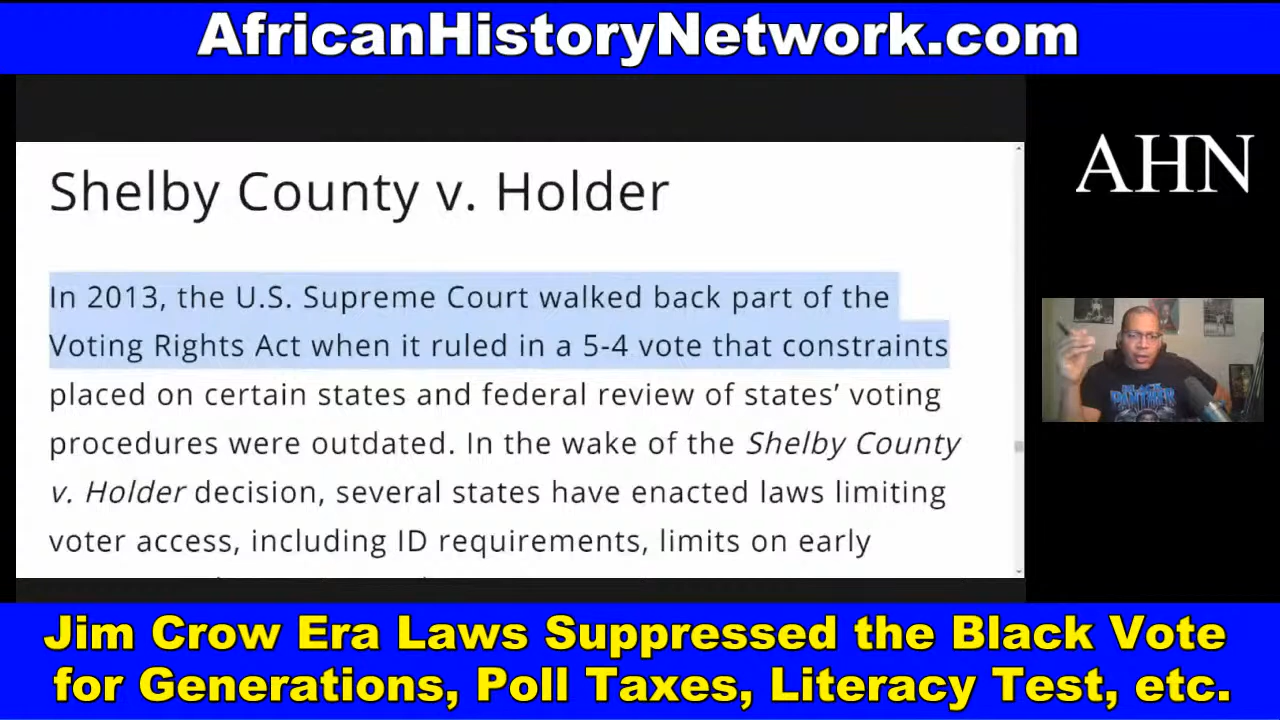 AfricanHistoryNetwork.com
AHN
Shelby County v. Holder
In 2013, the U.S. Supreme Court walked back part of the
Voting Rights Act when it ruled in a 5-4 vote that constraints
placed on certain states and federal review of states’ voting
procedures were outdated. In the wake of the Shelby County
v. Holder decision, several states have enacted laws limiting
voter access, including ID requirements, limits on early
BLACK
PANTHER
Jim Crow Era Laws Suppressed the Black Vote
for Generations, Poll Taxes, Literacy Test, etc.